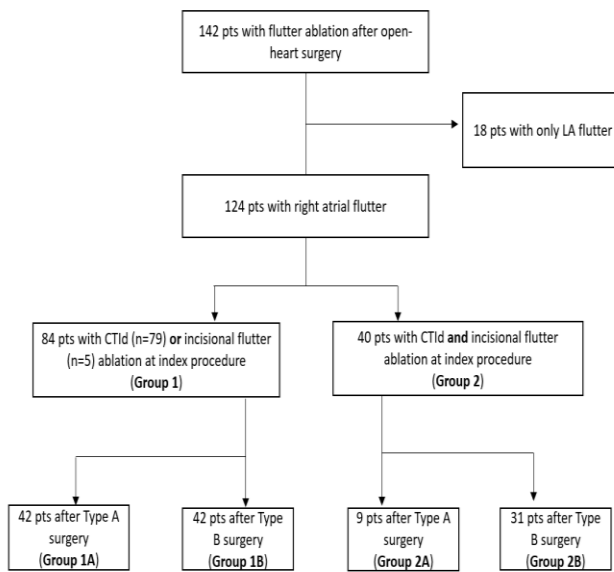 142 pts with flutter ablation after open-
heart surgery
18 pts with only LA flutter
124 pts with right atrial flutter
84 pts with CTId (n=79) or incisional flutter
(n=5) ablation at index procedure
(Group 1)
40 pts with CTId and incisional flutter
ablation at index procedure
(Group 2)
42 pts after Type A
surgery
(Group 1A)
42 pts after Type
B surgery
(Group 1B)
9 pts after Type A
surgery
(Group 2A)
31 pts after Type
B surgery
(Group 2B)